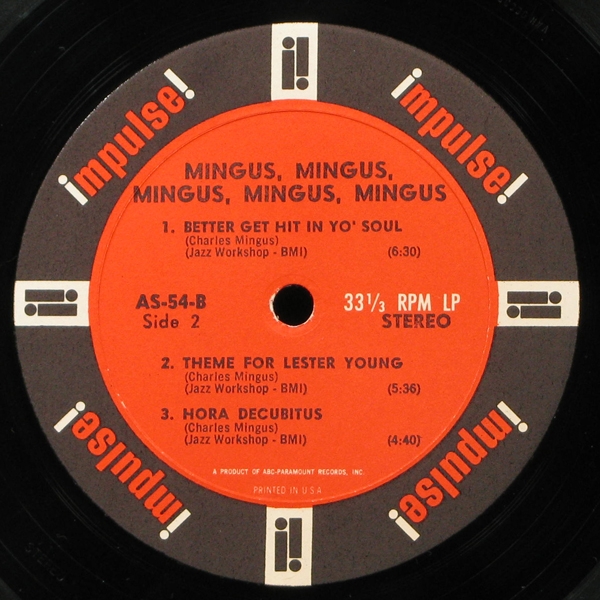 impulse!
impulse!
MINGUS, MINGUS,
MINGUS, MINGUS, MINGUS
1. BETTER GET HIT IN YO' SOUL
(Charles Mingus)
(Jazz Workshop - BMI) (6:30)
AS-54-B 33⅓ RPM LP
Side 2 STEREO
2. THEME FOR LESTER YOUNG
(Charles Mingus)
(Jazz Workshop - BMI) (5:36)
3. HORA DECUBITUS
(Charles Mingus)
(Jazz Workshop - BMI) (4:40)
A PRODUCT OF ABC-PARAMOUNT RECORDS, INC.
PRINTED IN U.S.A.
impulse!
impulse!